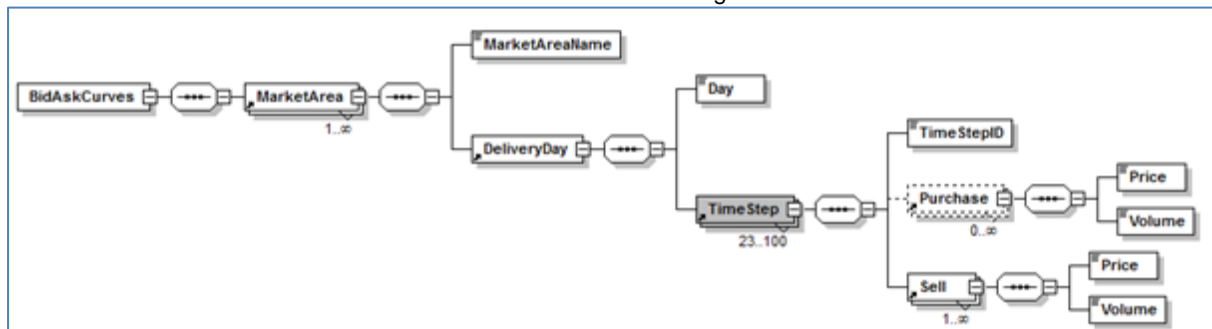 MarketAreaName
BidAskCurves
MarketArea
1..∞
Day
DeliveryDay
TimeStepID
Purchase
0..∞
Price
Volume
TimeStep
23..100
Sell
1..∞
Price
Volume